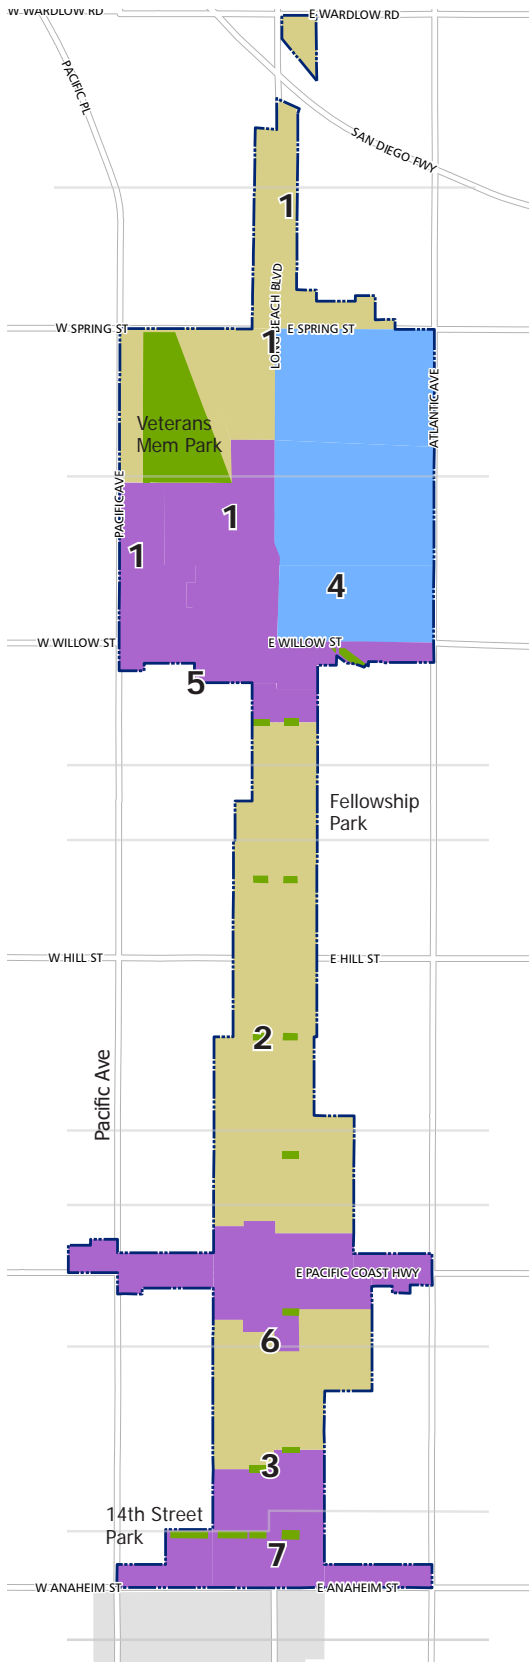 W WARDLOW RD
E WARDLOW RD
PACIFIC PL
SAN DIEGO FWY
1
LONG BEACH BLVD
W SPRING ST
E SPRING ST
1
ATLANTIC AVE
Veterans
Mem Park
PACIFIC AVE
1
1
4
W WILLOW ST
E WILLOW ST
5
Fellowship
Park
W HILL ST
E HILL ST
2
Pacific Ave
E PACIFIC COAST HWY
6
3
14th Street
Park
7
W ANAHEIM ST
E ANAHEIM ST